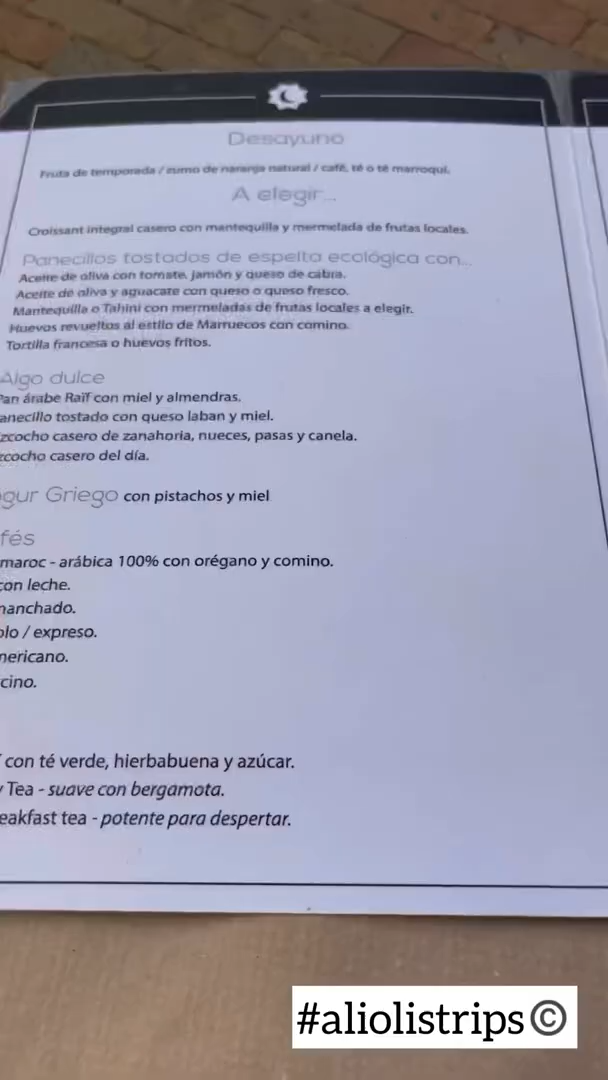 Desayuno
Fruta de temporada / zumo de naranja natural / café, té o té marroquí.
A elegir...
Croissant integral casero con mantequilla y mermelada de frutas locales.
Panecillos tostados de espelta ecológica con...
Aceite de oliva con tomate, jamón y queso de cabra.
Aceite de oliva y aguacate con queso o queso fresco.
Mantequilla o Tahini con mermeladas de frutas locales a elegir.
Huevos revueltos al estilo de Marruecos con comino.
Tortilla francesa o huevos fritos.
Algo dulce
Pan árabe Raïf con miel y almendras.
anecillo tostado con queso laban y miel.
zcocho casero de zanahoria, nueces, pasas y canela.
zcocho casero del día.
gur Griego con pistachos y miel
fés
maroc - arábica 100% con orégano y comino.
con leche.
manchado.
olo / expreso.
mericano.
cino.
con té verde, hierbabuena y azúcar.
y Tea - suave con bergamota.
eakfast tea - potente para despertar.
#aliolistrips©